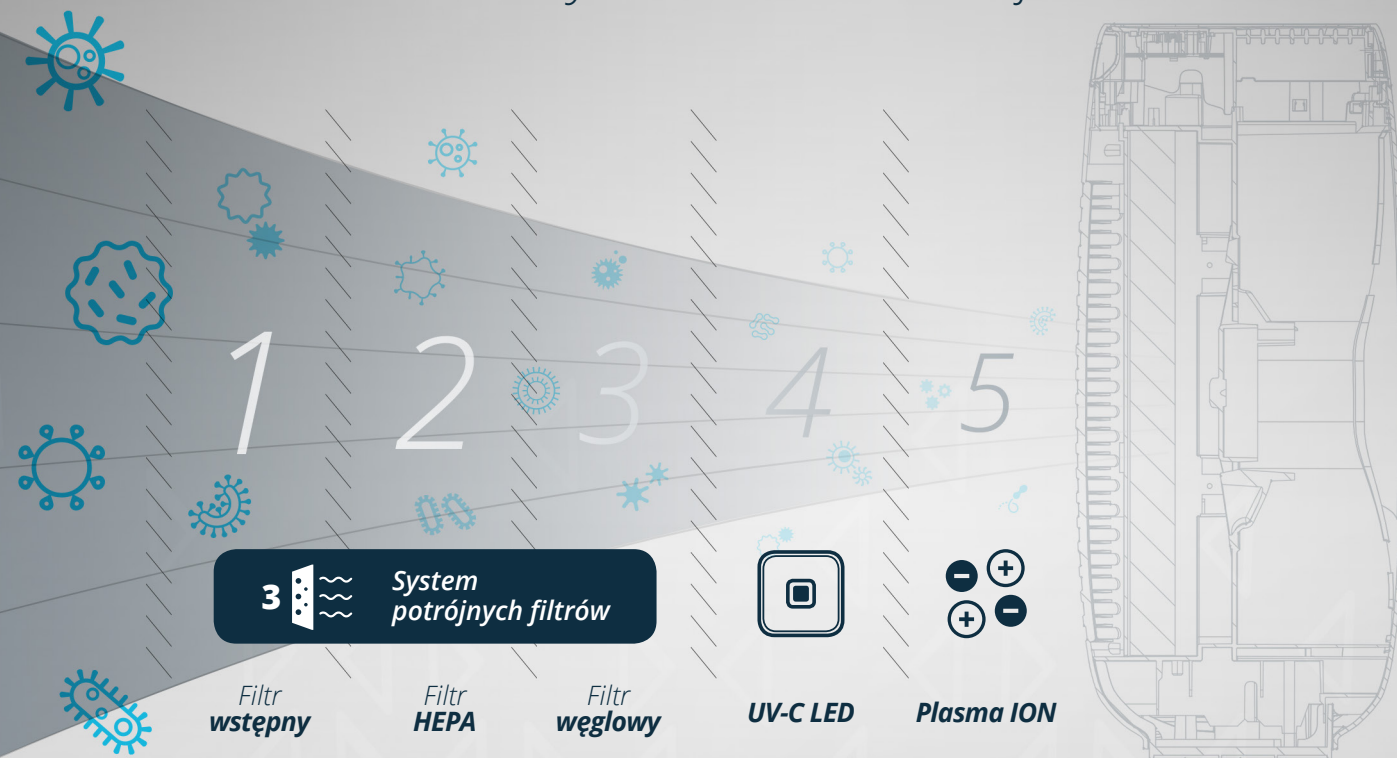 1 2 3 4 5
3
System
potrójnych filtrów
Filtr
wstępny
Filtr
HEPA
Filtr
węglowy
UV-C LED
Plasma ION